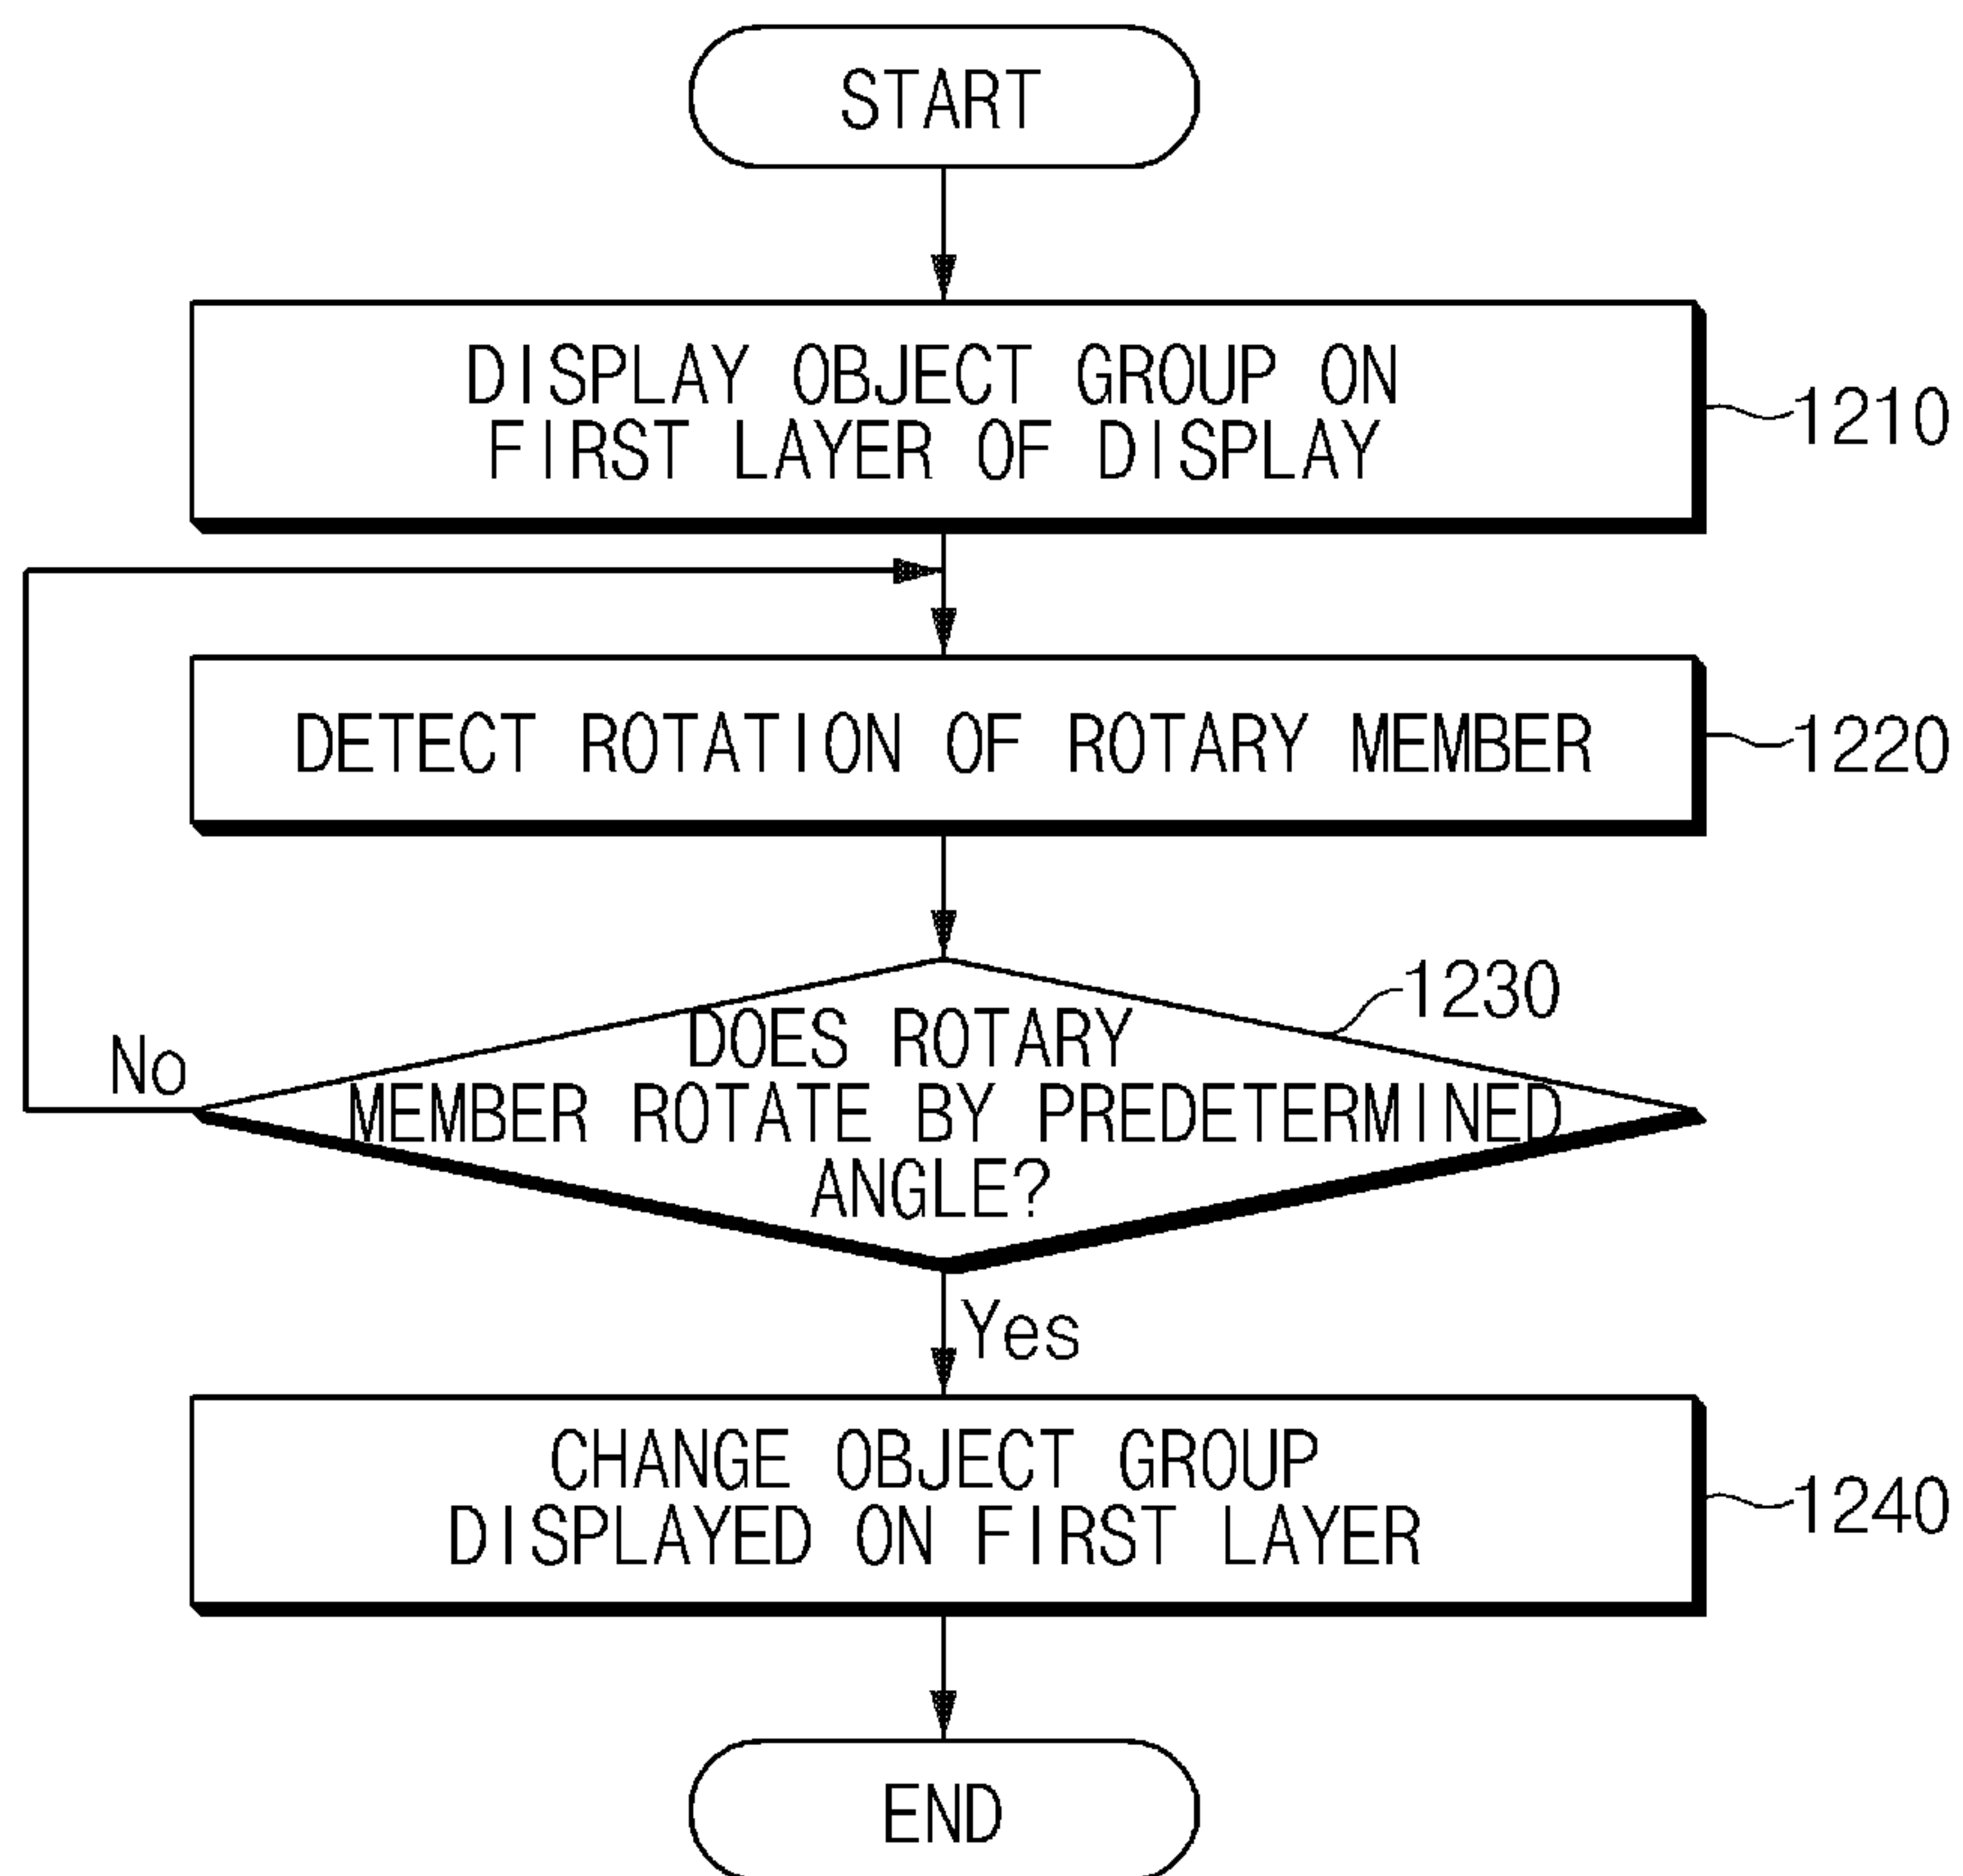 START
DISPLAY OBJECT GROUP ON
FIRST LAYER OF DISPLAY
1210
DETECT ROTATION OF ROTARY MEMBER
1220
1230
DOES ROTARY
MEMBER ROTATE BY PREDETERMINED
ANGLE?
No
Yes
CHANGE OBJECT GROUP
DISPLAYED ON FIRST LAYER
1240
END